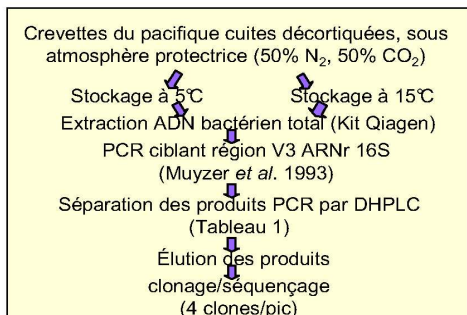 Crevettes du pacifique cuites décortiquées, sous
atmosphère protectrice (50% N₂, 50% CO₂)
Stockage à 5°C Stockage à 15°C
Extraction ADN bactérien total (Kit Qiagen)
PCR ciblant région V3 ARNr 16S
(Muyzer et al. 1993)
Séparation des produits PCR par DHPLC
(Tableau 1)
Élution des produits
clonage/séquençage
(4 clones/pic)